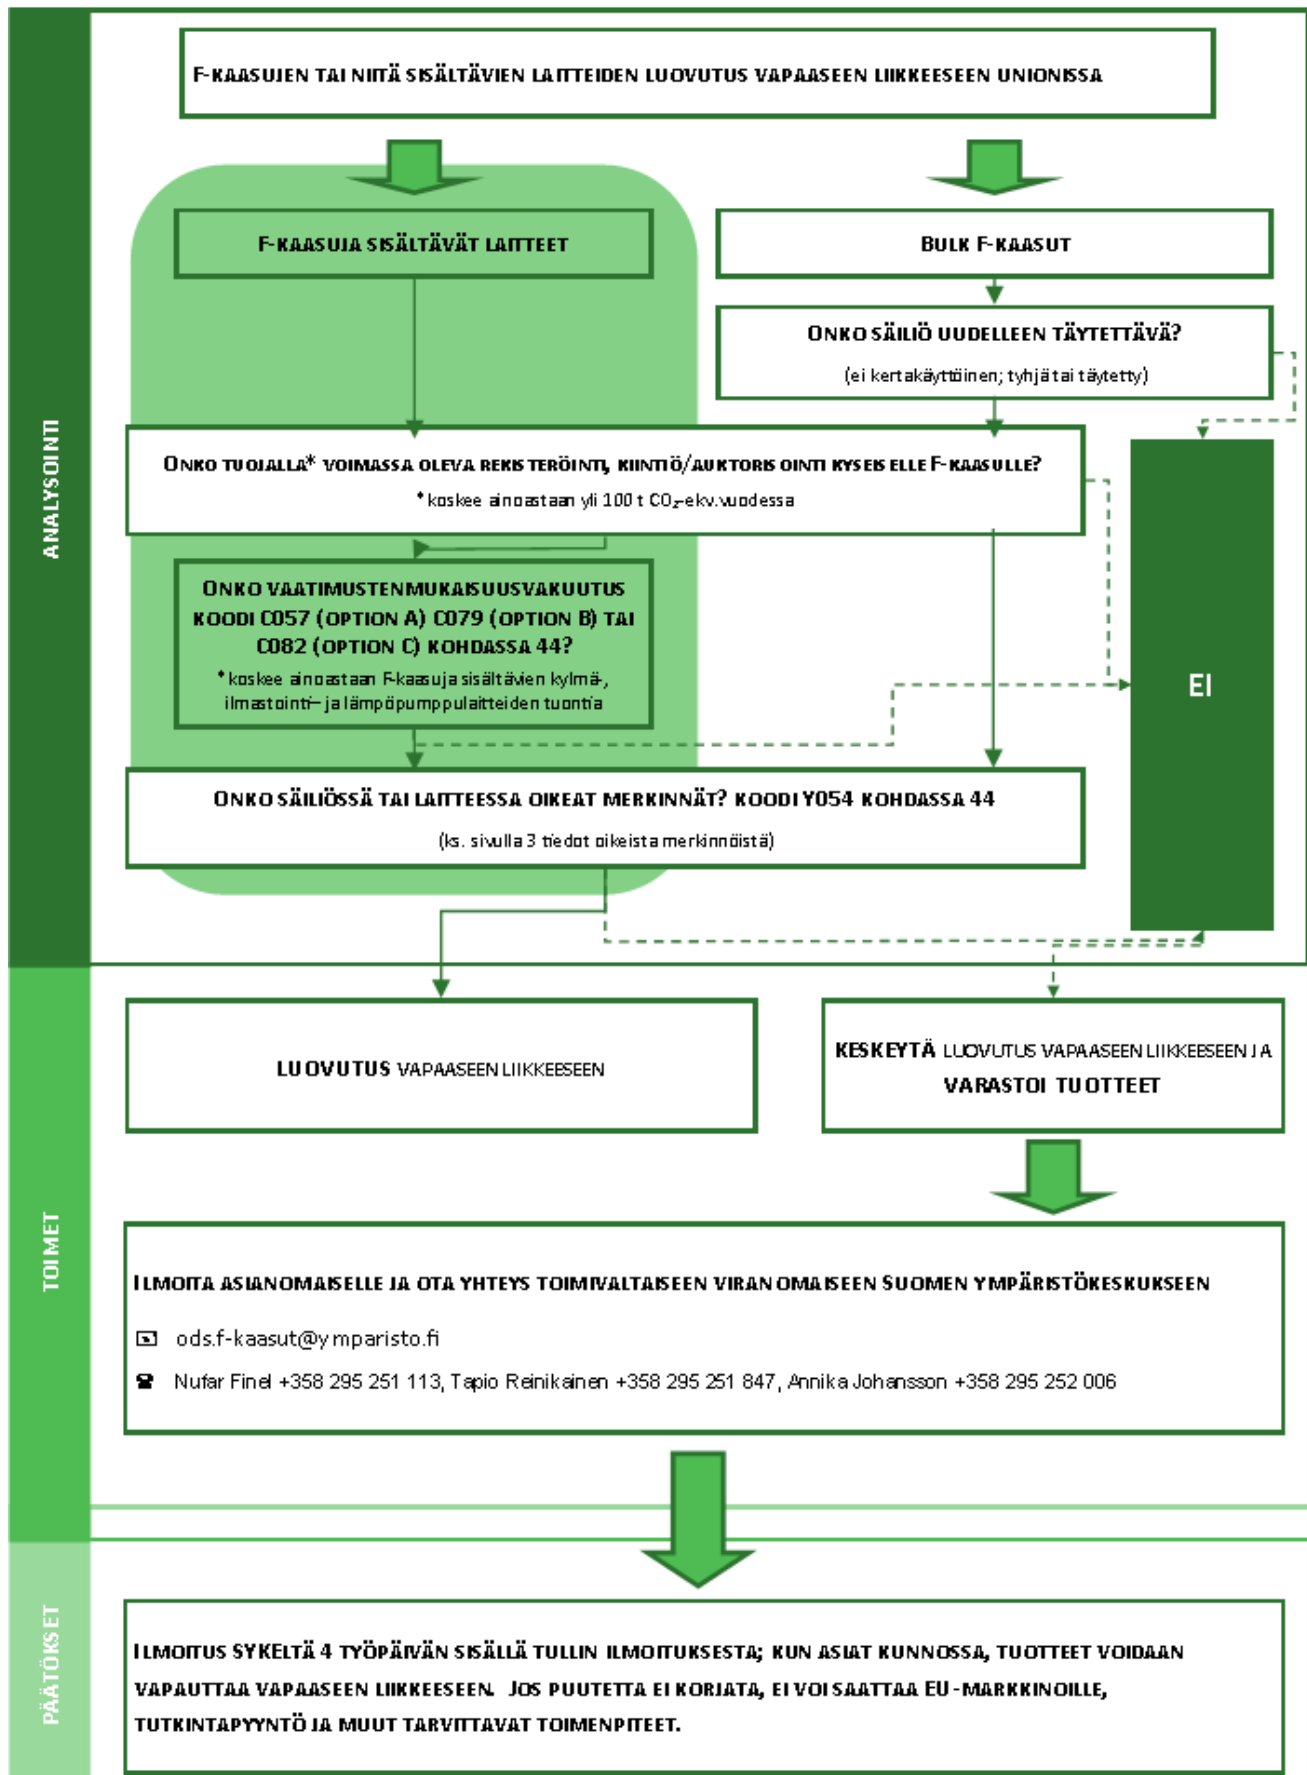 F-KAASUJEN TAI NIITÄ SISÄLTÄVIEN LAITTEIDEN LUOVUTUS VAPAASEEN LIIKKEESEEN UNIONISSA
F-KAASUJA SISÄLTÄVÄT LAITTEET
BULK F-KAASUT
ONKO SÄILIÖ UUDELLEEN TÄYTETTÄVÄ?
(ei kertakäyttöinen; tyhjä tai täytetty)
ANALYSOINTI
ONKO TUOJALLA* VOIMASSA OLEVA REKISTERÖINTI, KIINTIÖ/AUKTORISOINTI KYSEISELLE F-KAASULLE?
* koskee ainoastaan yli 100 t CO₂-ekv.vuodessa
ONKO VAATIMUSTENMUKAISUUSVAKUUTUS
KOODI C057 (OPTION A) C079 (OPTION B) TAI
C082 (OPTION C) KOHDASSA 44?
* koskee ainoastaan F-kaasuja sisältävien kylmä-,
ilmastointi– ja lämpöpumppulaitteiden tuontia
EI
ONKO SÄILIÖSSÄ TAI LAITTEESSA OIKEAT MERKINNÄT? KOODI Y054 KOHDASSA 44
(ks. sivulla 3 tiedot oikeista merkinnöistä)
LUOVUTUS VAPAASEEN LIIKKEESEEN
KESKEYTÄ LUOVUTUS VAPAASEEN LIIKKEESEEN JA
VARASTOI TUOTTEET
TOIMET
ILMOITA ASIANOMAISELLE JA OTA YHTEYS TOIMIVALTAISEEN VIRANOMAISEEN SUOMEN YMPÄRISTÖKESKUKSEEN
ods.f-kaasut@ymparisto.fi
Nufar Finel +358 295 251 113, Tapio Reinikainen +358 295 251 847, Annika Johansson +358 295 252 006
PÄÄTÖKSET
ILMOITUS SYKELTÄ 4 TYÖPÄIVÄN SISÄLLÄ TULLIN ILMOITUKSESTA; KUN ASIAT KUNNOSSA, TUOTTEET VOIDAAN
VAPAUTTAA VAPAASEEN LIIKKEESEEN. JOS PUUTETTA EI KORJATA, EI VOI SAATTAA EU-MARKKINOILLE,
TUTKINTAPYYNTÖ JA MUUT TARVITTAVAT TOIMENPITEET.